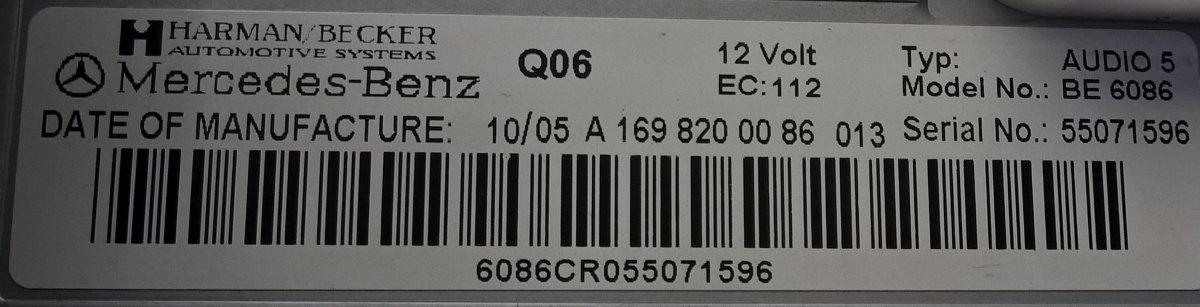 HARMAN/BECKER
AUTOMOTIVE SYSTEMS
Mercedes-Benz
Q06
12 Volt
EC:112
Typ: AUDIO 5
Model No.: BE 6086
DATE OF MANUFACTURE: 10/05 A 169 820 00 86 013 Serial No.: 55071596
6086CR055071596